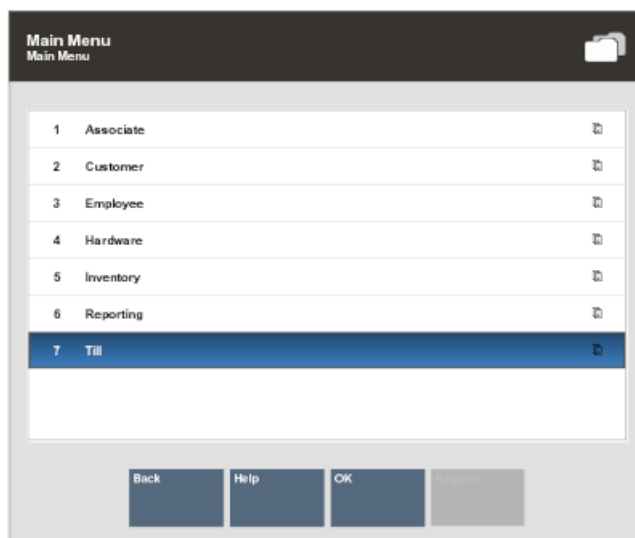 Main Menu
Main Menu
1 Associate
2 Customer
3 Employee
4 Hardware
5 Inventory
6 Reporting
7 Till
Back Help OK Register